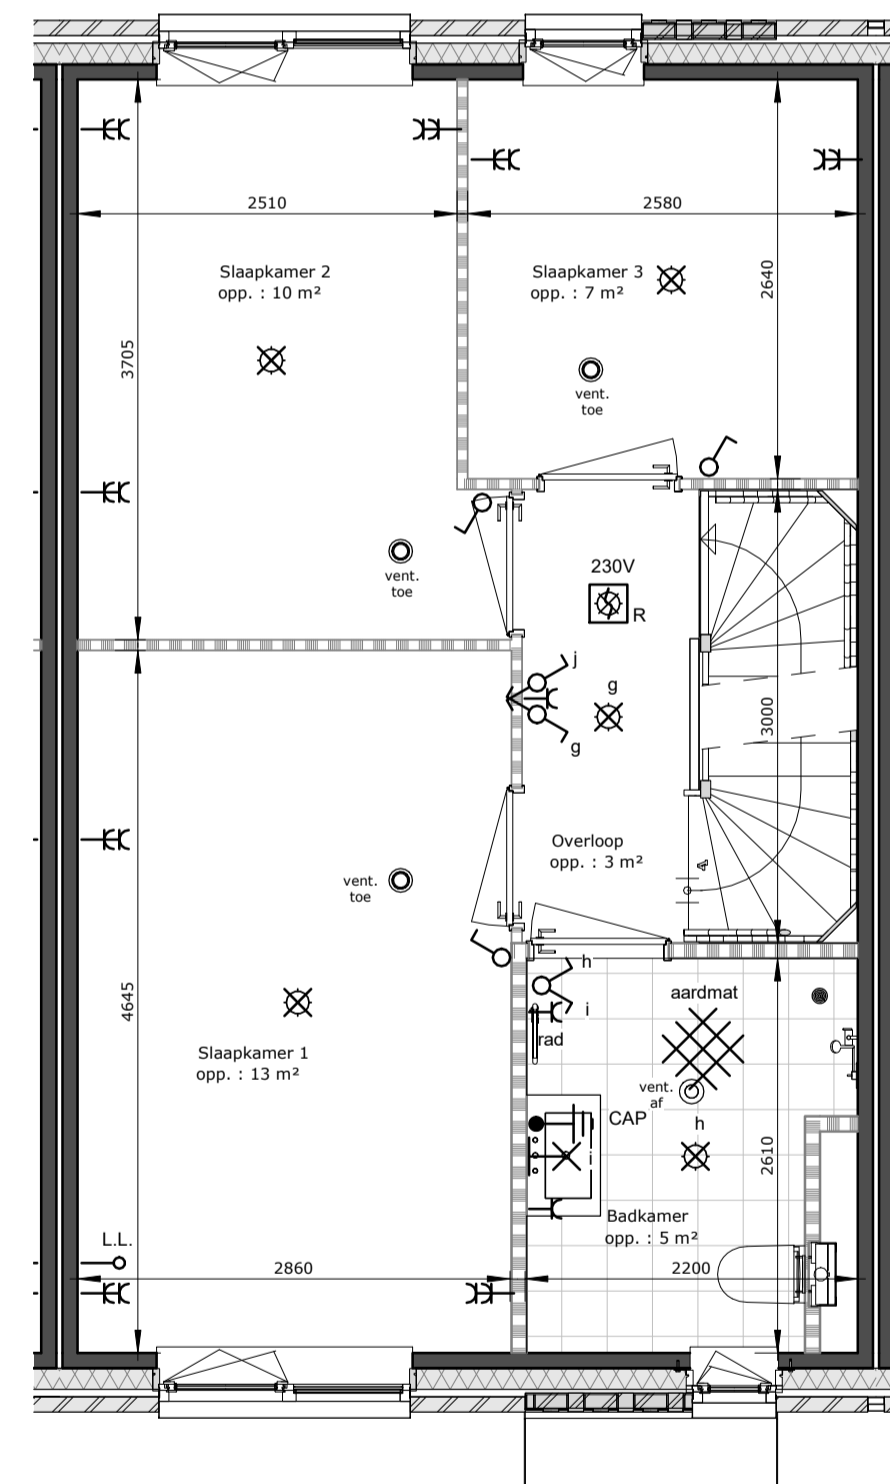 2510
2580
Slaapkamer 2
opp. : 10 m²
Slaapkamer 3
opp. : 7 m²
2640
3705
vent.
toe
vent.
toe
230V
R
j
g
g
3000
Overloop
opp. : 3 m²
A
vent.
toe
h
i
rad
aardmat
4645
Slaapkamer 1
opp. : 13 m²
vent.
af
CAP
h
i
2610
Badkamer
opp. : 5 m²
L.L.
2860
2200